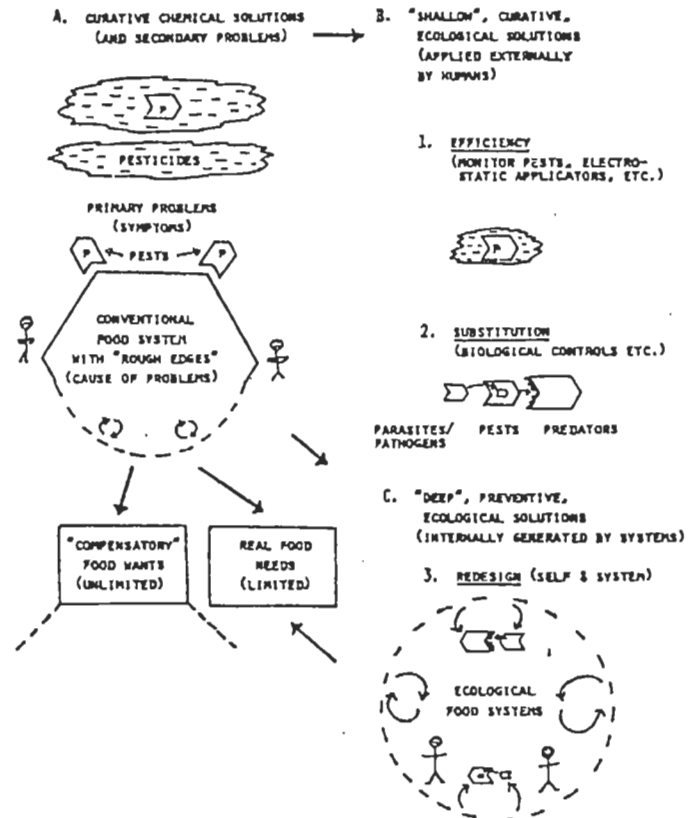 A. CURATIVE CHEMICAL SOLUTIONS
(AND SECONDARY PROBLEMS)
P
PESTICIDES
PRIMARY PROBLEMS
(SYMPTOMS)
P PESTS P
CONVENTIONAL
FOOD SYSTEM
WITH "ROUGH EDGES"
(CAUSE OF PROBLEMS)
"COMPENSATORY"
FOOD WANTS
(UNLIMITED)
REAL FOOD
NEEDS
(LIMITED)
B. "SHALLOW", CURATIVE,
ECOLOGICAL SOLUTIONS
(APPLIED EXTERNALLY
BY HUMANS)
1. EFFICIENCY
(MONITOR PESTS, ELECTRO-
STATIC APPLICATORS, ETC.)
P
2. SUBSTITUTION
(BIOLOGICAL CONTROLS ETC.)
PARASITES/ PESTS PREDATORS
PATHOGENS
C. "DEEP", PREVENTIVE,
ECOLOGICAL SOLUTIONS
(INTERNALLY GENERATED BY SYSTEMS)
3. REDESIGN (SELF & SYSTEM)
ECOLOGICAL
FOOD SYSTEMS